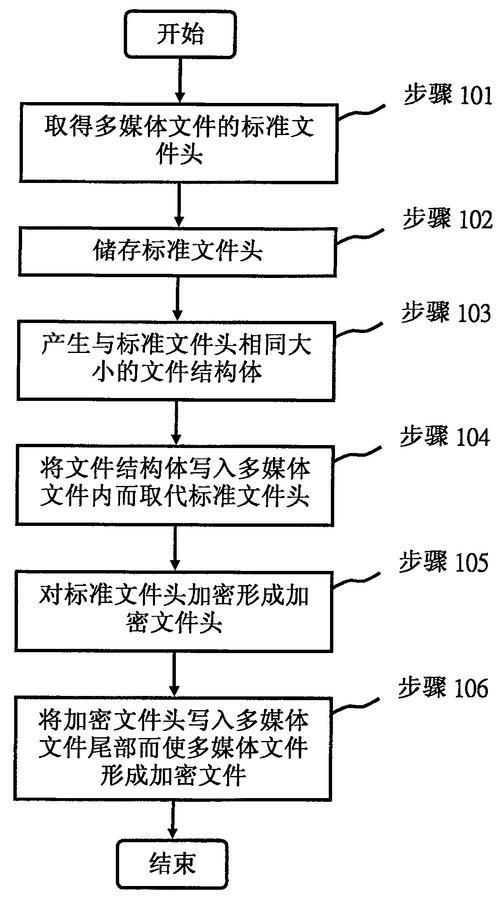 开始
步骤 101
取得多媒体文件的标准文
件头
步骤 102
储存标准文件头
步骤 103
产生与标准文件头相同大
小的文件结构体
步骤 104
将文件结构体写入多媒体
文件内而取代标准文件头
步骤 105
对标准文件头加密形成加
密文件头
步骤 106
将加密文件头写入多媒体
文件尾部而使多媒体文件
形成加密文件
结束